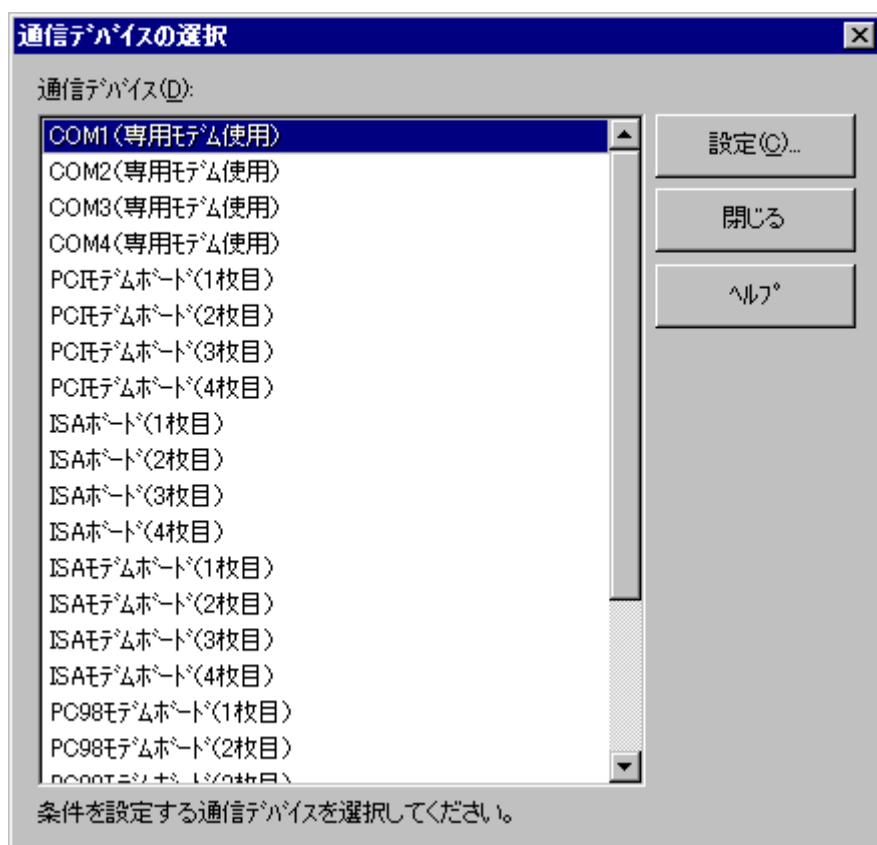 通信ﾃﾞﾊﾞｲｽの選択
通信ﾃﾞﾊﾞｲｽ(D):
COM1(専用ﾓﾃﾞﾑ使用)
COM2(専用ﾓﾃﾞﾑ使用)
COM3(専用ﾓﾃﾞﾑ使用)
COM4(専用ﾓﾃﾞﾑ使用)
PCIﾓﾃﾞﾑﾎﾞｰﾄﾞ(1枚目)
PCIﾓﾃﾞﾑﾎﾞｰﾄﾞ(2枚目)
PCIﾓﾃﾞﾑﾎﾞｰﾄﾞ(3枚目)
PCIﾓﾃﾞﾑﾎﾞｰﾄﾞ(4枚目)
ISAﾎﾞｰﾄﾞ(1枚目)
ISAﾎﾞｰﾄﾞ(2枚目)
ISAﾎﾞｰﾄﾞ(3枚目)
ISAﾎﾞｰﾄﾞ(4枚目)
ISAﾓﾃﾞﾑﾎﾞｰﾄﾞ(1枚目)
ISAﾓﾃﾞﾑﾎﾞｰﾄﾞ(2枚目)
ISAﾓﾃﾞﾑﾎﾞｰﾄﾞ(3枚目)
ISAﾓﾃﾞﾑﾎﾞｰﾄﾞ(4枚目)
PC98ﾓﾃﾞﾑﾎﾞｰﾄﾞ(1枚目)
PC98ﾓﾃﾞﾑﾎﾞｰﾄﾞ(2枚目)
設定(C)...
閉じる
ﾍﾙﾌﾟ
条件を設定する通信ﾃﾞﾊﾞｲｽを選択してください。